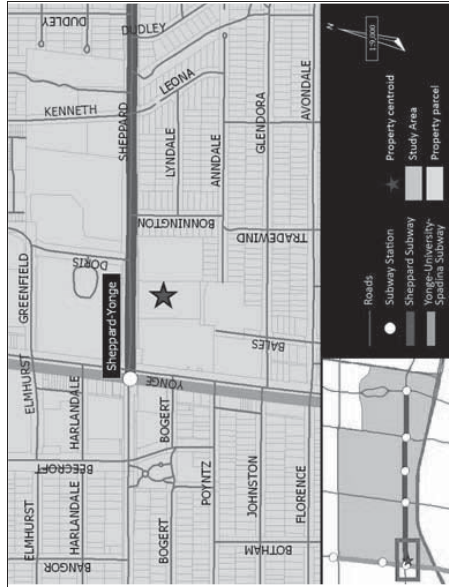 DUDLEY
DUDLEY
LEONA
KENNETH
SHEPPARD
LYNDALE
ANNDALE
GLENDORA
AVONDALE
BONNINGTON
TRADEWIND
GREENFIELD
DORIS
Sheppard-Yonge
BALES
YONGE
ELMHURST
HARLANDALE
BOGERT
BEECROFT
POYNTZ
JOHNSTON
FLORENCE
ELMHURST
HARLANDALE
BOGERT
BANGOR
BOTHAM
N
1:9,000
Roads
Subway Station
Sheppard Subway
Yonge-University-
Spadina Subway
Property centroid
Study Area
Property parcel